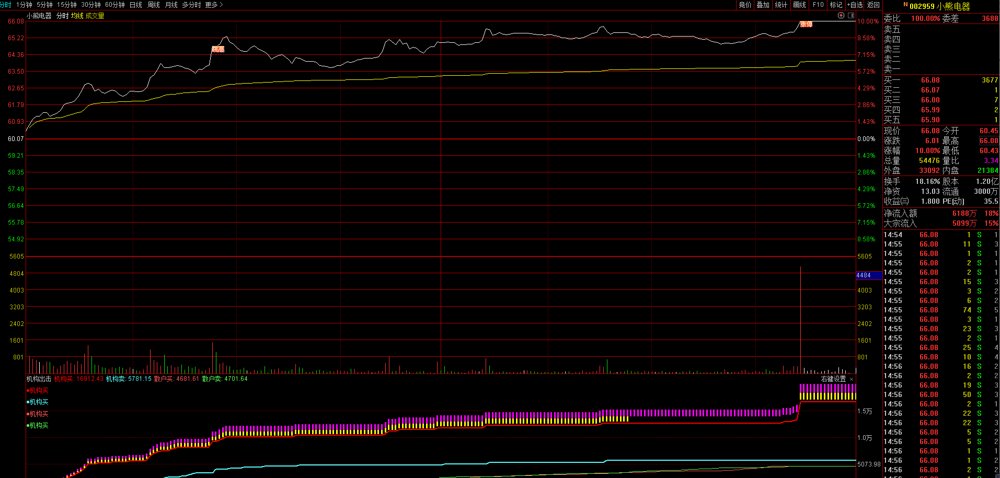 分时 1分钟 5分钟 15分钟 30分钟 60分钟 日线 周线 月线 多分时 更多>
竞价 叠加 统计 画线 F10 标记 +自选 返回
N 002959 小熊电器
小熊电器 分时 均线 成交量
66.08
65.22
64.36
63.50
62.65
61.79
60.93
60.07
59.21
58.35
57.49
56.64
55.78
54.92
5605
4804
4003
3203
2402
1601
801
跳高
涨停
10.00%
8.58%
7.15%
5.72%
4.29%
2.86%
1.43%
0.00%
1.43%
2.86%
4.29%
5.72%
7.15%
8.58%
5605
4484
4003
3203
2402
1601
801
机构出击 机构买: 16912.43 机构卖: 5781.15 散户买: 4681.61 散户卖: 4701.64
右键设置 ×
机构买
机构买
机构买
机构买
1.5万
1.0万
5073.98
委比 100.00% 委差 3688
卖五
卖四
卖三
卖二
卖一
买一 66.08 3677
买二 66.07 1
买三 66.00 7
买四 65.99 2
买五 65.90 1
现价 66.08 今开 60.45
涨跌 6.01 最高 66.08
涨幅 10.00% 最低 60.43
总量 54476 量比 3.34
外盘 33092 内盘 21384
换手 18.16% 股本 1.20亿
净资 13.03 流通 3000万
收益㈢ 1.800 PE(动) 35.5
净流入额 6188万 18%
大宗流入 5099万 15%
14:54 66.08 1 S 1
14:55 66.08 11 S 3
14:55 66.08 1 S 1
14:55 66.08 2 S 1
14:55 66.08 2 S 1
14:55 66.08 15 S 3
14:55 66.08 3 S 2
14:55 66.08 6 S 2
14:55 66.08 74 S 5
14:55 66.08 3 S 1
14:55 66.08 23 S 3
14:55 66.08 2 S 1
14:55 66.08 25 S 4
14:55 66.08 10 S 4
14:56 66.08 16 S 2
14:56 66.08 2 S 2
14:56 66.08 19 S 3
14:56 66.08 50 S 3
14:56 66.08 2 S 1
14:56 66.08 22 S 3
14:56 66.08 22 S 3
14:56 66.08 5 S 2
14:56 66.08 5 S 2
14:56 66.08 1 S 1
14:56 66.08 1 S 2
14:56 66.08 2 S 2